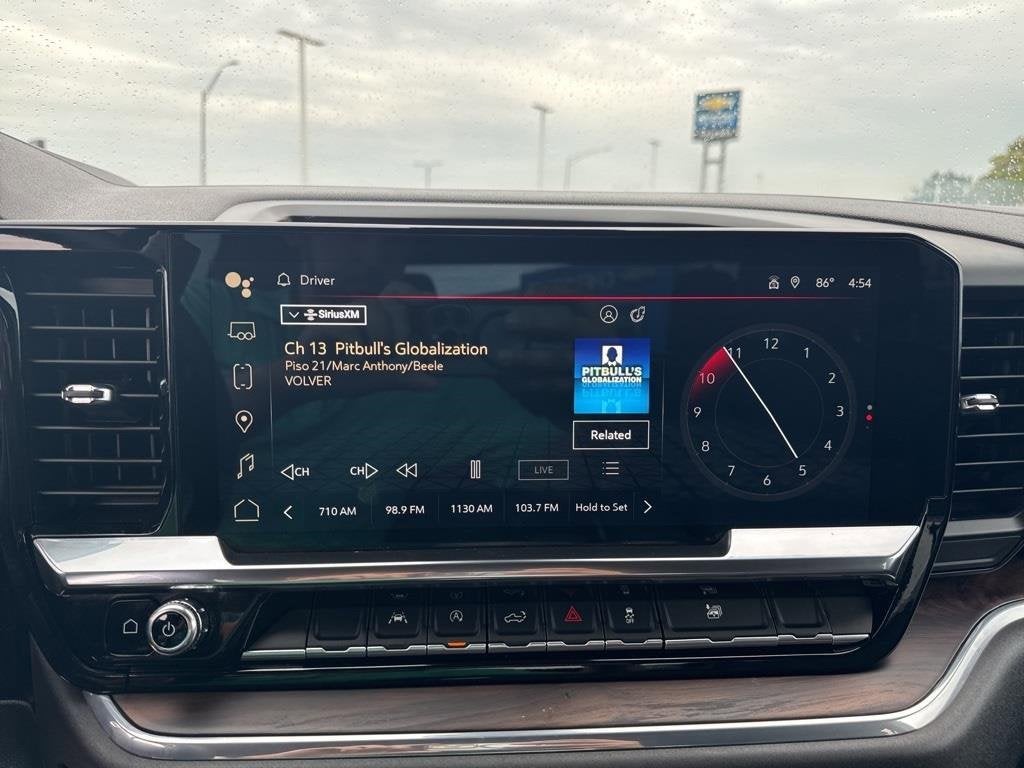 Driver
86° 4:54
SiriusXM
Ch 13 Pitbull's Globalization
Piso 21/Marc Anthony/Beele
VOLVER
PITBULL'S
GLOBALIZATION
Related
CH CH LIVE
710 AM 98.9 FM 1130 AM 103.7 FM Hold to Set
12 1 2 3 4 5 6 7 8 9 10 11
OFF